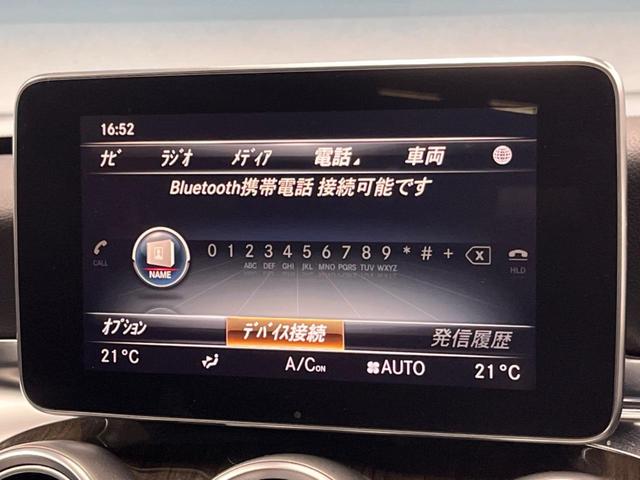 16:52
ナビ ラジオ メディア 電話 車両
Bluetooth携帯電話 接続可能です
0 1 2 3 4 5 6 7 8 9 * # +
ABC DEF GHI JKL MNO PQRS TUV WXYZ
CALL NAME HLD
オプション デバイス接続 発信履歴
21°C A/C ON AUTO 21°C